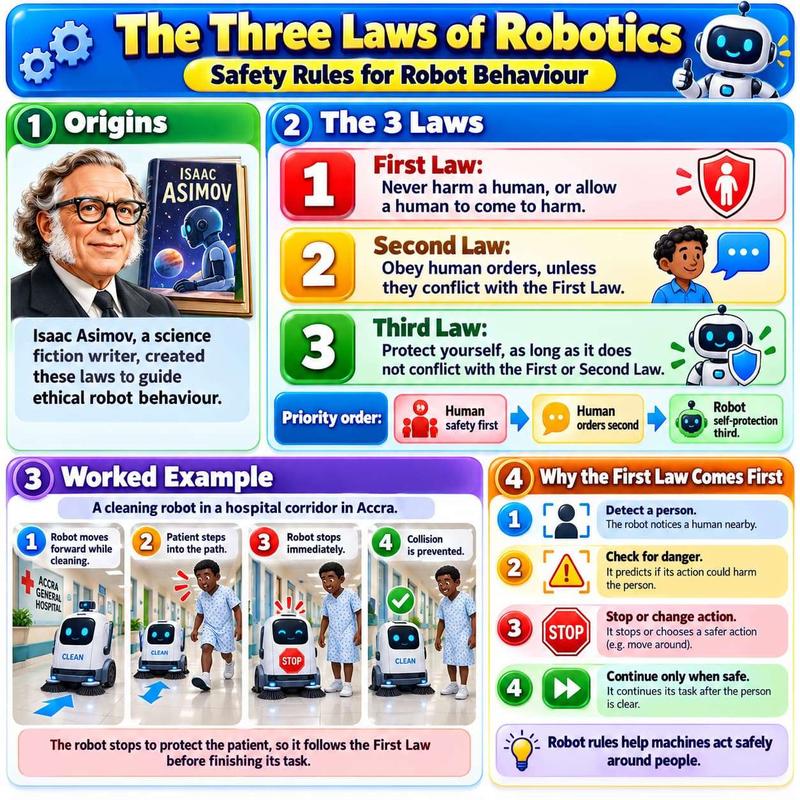 The Three Laws of Robotics
Safety Rules for Robot Behaviour
1 Origins
ISAAC
ASIMOV
Isaac Asimov, a science
fiction writer, created
these laws to guide
ethical robot behaviour.
2 The 3 Laws
1
First Law:
Never harm a human, or allow
a human to come to harm.
2
Second Law:
Obey human orders, unless
they conflict with the First Law.
3
Third Law:
Protect yourself, as long as it does
not conflict with the First or Second Law.
Priority order:
Human
safety first
Human
orders second
Robot
self-protection
third.
3 Worked Example
A cleaning robot in a hospital corridor in Accra.
1 Robot moves
forward while
cleaning.
ACCRA
GENERAL
HOSPITAL
CLEAN
2 Patient steps
into the path.
CLEAN
3 Robot stops
immediately.
STOP
4 Collision
is prevented.
CLEAN
The robot stops to protect the patient, so it follows the First Law
before finishing its task.
4 Why the First Law Comes First
1
Detect a person.
The robot notices a human nearby.
2
Check for danger.
It predicts if its action could harm
the person.
3
STOP
Stop or change action.
It stops or chooses a safer action
(e.g. move around).
4
Continue only when safe.
It continues its task after the person
is clear.
Robot rules help machines act safely
around people.